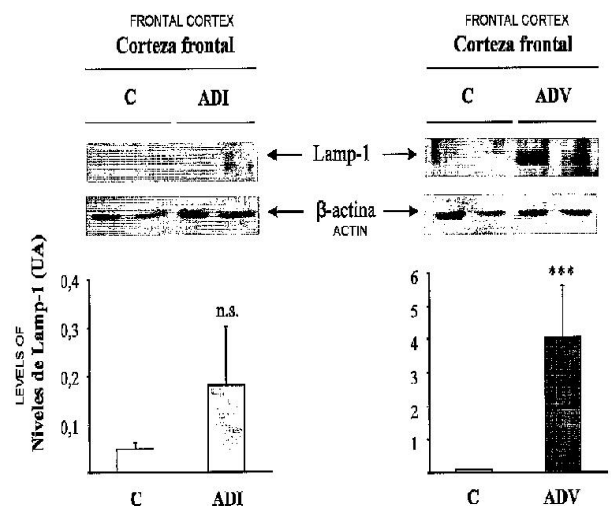 FRONTAL CORTEX
Corteza frontal
C ADI
FRONTAL CORTEX
Corteza frontal
C ADV
Lamp-1
β-actina
ACTIN
LEVELS OF
Niveles de Lamp-1 (UA)
0,4
0,3
0,2
0,1
n.s.
C ADI
6
5
4
3
2
1
***
C ADV